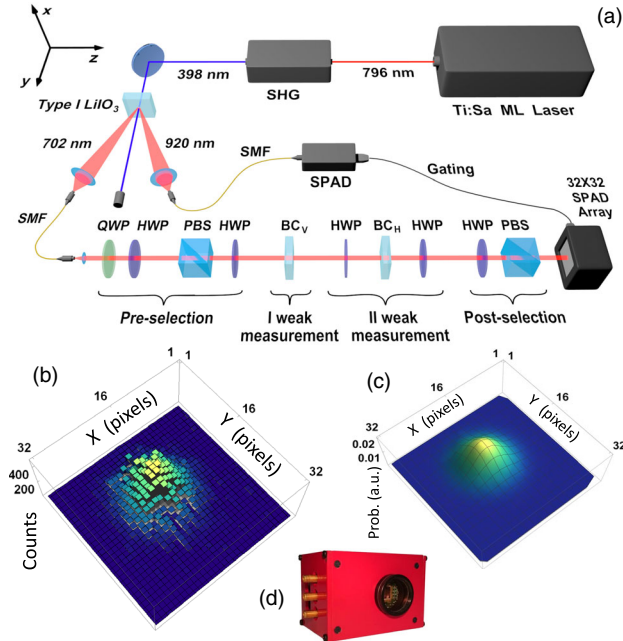 (a)
x
z
y
398 nm
796 nm
SHG
Ti:Sa ML Laser
Type I LiIO3
702 nm
920 nm
SMF
SPAD
Gating
32X32
SPAD
Array
SMF
QWP HWP PBS HWP BCV HWP BCH HWP HWP PBS
Pre-selection
I weak
measurement
II weak
measurement
Post-selection
(b)
1 1
16 16
X (pixels)
Y (pixels)
32
32
400
200
Counts
(c)
1 1
16 16
X (pixels)
Y (pixels)
32
32
0.02
0.01
Prob. (a.u.)
(d)